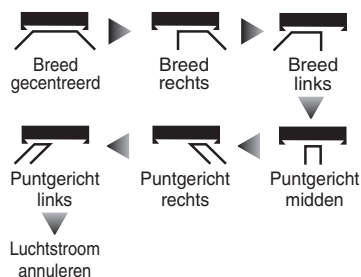 Breed
gecentreerd
Breed
rechts
Breed
links
Puntgericht
midden
Puntgericht
rechts
Puntgericht
links
Luchtstroom
annuleren